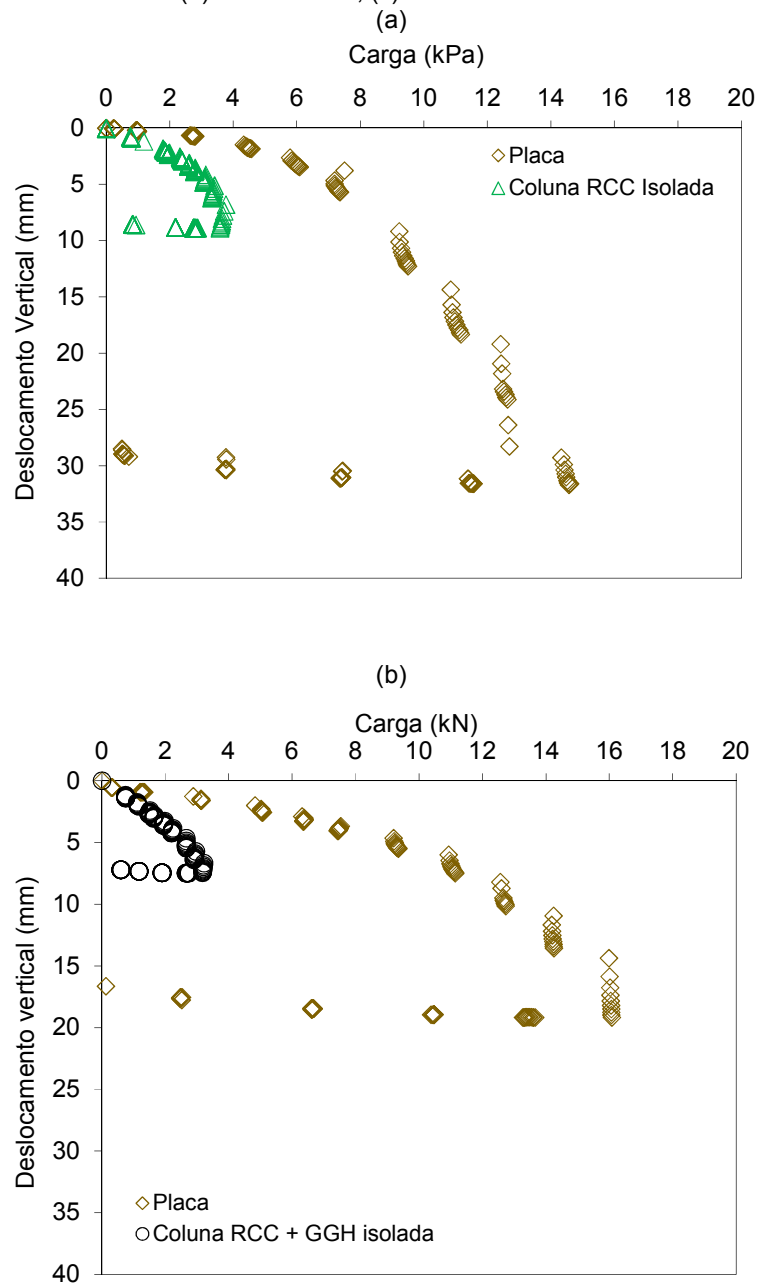 (a)
Carga (kPa)
0 2 4 6 8 10 12 14 16 18 20
0
5
10
15
20
25
30
35
40
Deslocamento Vertical (mm)
Placa
Coluna RCC Isolada
(b)
Carga (kN)
0 2 4 6 8 10 12 14 16 18 20
0
5
10
15
20
25
30
35
40
Deslocamento vertical (mm)
Placa
Coluna RCC + GGH isolada